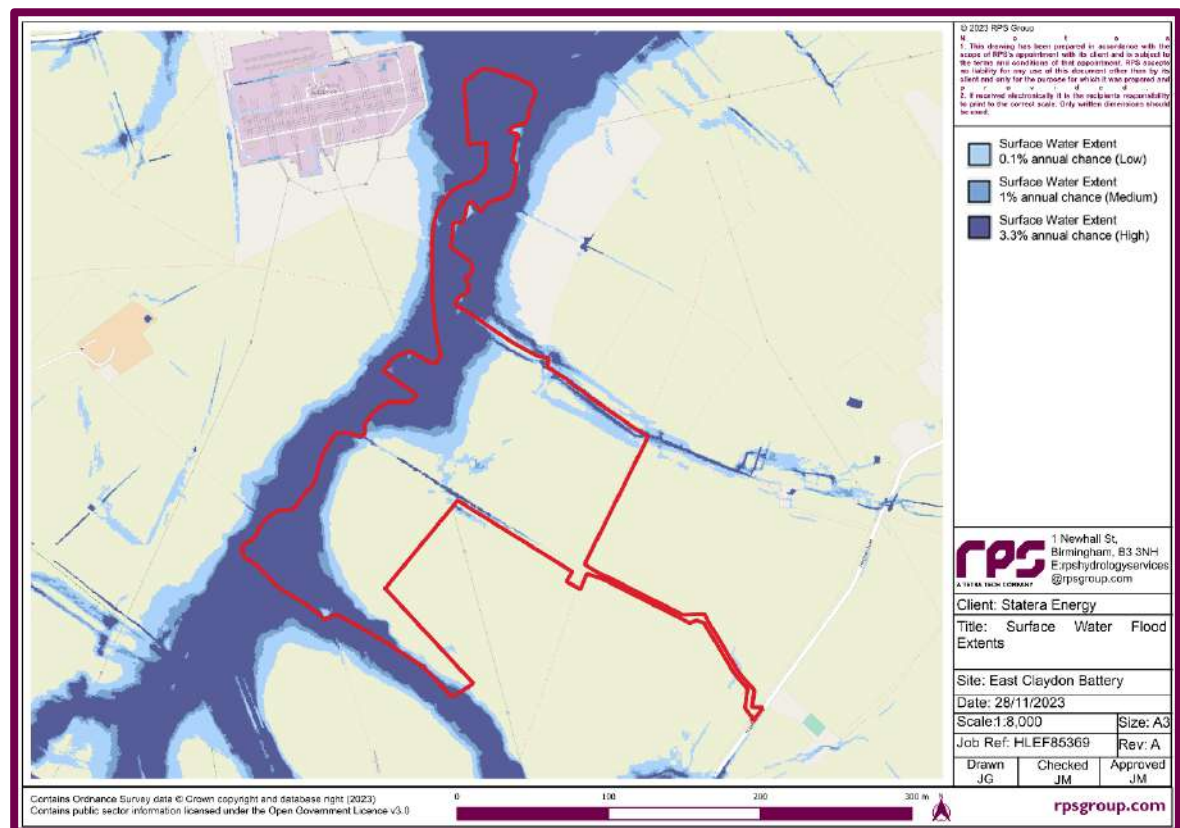 © 2023 RPS Group
N o t e s
1. This drawing has been prepared in accordance with the
scope of RPS's appointment with its client and is subject to
the terms and conditions of that appointment. RPS accepts
no liability for any use of this document other than by its
client and only for the purpose for which it was prepared and
p r o v i d e d .
2. If received electronically it is the recipients responsibility
to print to the correct scale. Only written dimensions should
be used.
Surface Water Extent
0.1% annual chance (Low)
Surface Water Extent
1% annual chance (Medium)
Surface Water Extent
3.3% annual chance (High)
rps
A TETRA TECH COMPANY
1 Newhall St,
Birmingham, B3 3NH
E:rpshydrologyservices
@rpsgroup.com
Client: Statera Energy
Title: Surface Water Flood
Extents
Site: East Claydon Battery
Date: 28/11/2023
Scale:1:8,000 Size: A3
Job Ref: HLEF85369 Rev: A
Drawn Checked Approved
JG JM JM
Contains Ordnance Survey data © Crown copyright and database right (2023)
Contains public sector information licensed under the Open Government Licence v3.0
0 100 200 300 m
N
rpsgroup.com